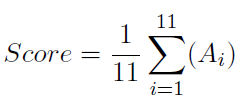 Score = \frac{1}{11} \sum_{i=1}^{11} (A_i)